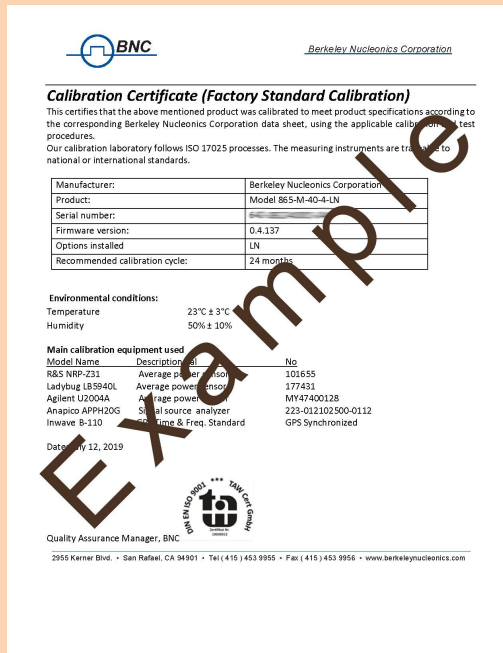 BNC
Berkeley Nucleonics Corporation
Calibration Certificate (Factory Standard Calibration)
This certifies that the above mentioned product was calibrated to meet product specifications according to
the corresponding Berkeley Nucleonics Corporation data sheet, using the applicable test
procedures.
Our calibration laboratory follows ISO 17025 processes. The measuring instruments are to
national or international standards.
Manufacturer: Berkeley Nucleonics Corporation
Product: Model 865-M-40-4-LN
Serial number:
Firmware version: 0.4.137
Options installed LN
Recommended calibration cycle: 24 months
Environmental conditions:
Temperature 23°C ± 3°C
Humidity 50% ± 10%
Main calibration equipment used
Model Name Description No
R&S NRP-Z31 Average power sensor 101655
Ladybug LB5940L Average power sensor 177431
Agilent U2004A Average power MY47400128
Anapico APPH20G Signal source analyzer 223-012102500-0112
Inwave B-110 Time & Freq. Standard GPS Synchronized
12, 2019
Example
DIN EN ISO 9001 *** TAW Cert GmbH
Quality Assurance Manager, BNC
2955 Kerner Blvd. • San Rafael, CA 94901 • Tel ( 415 ) 453 9955 • Fax ( 415 ) 453 9956 • www.berkeleynucleonics.com